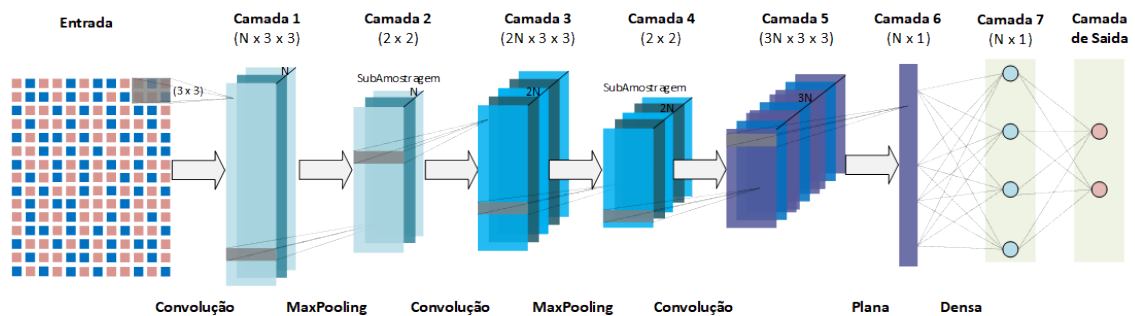 Entrada
Camada 1
(N x 3 x 3)
Camada 2
(2 x 2)
Camada 3
(2N x 3 x 3)
Camada 4
(2 x 2)
Camada 5
(3N x 3 x 3)
Camada 6
(N x 1)
Camada 7
(N x 1)
Camada
de Saida
(3 x 3)
N
SubAmostragem
N
2N
SubAmostragem
2N
3N
Convolução
MaxPooling
Convolução
MaxPooling
Convolução
Plana
Densa